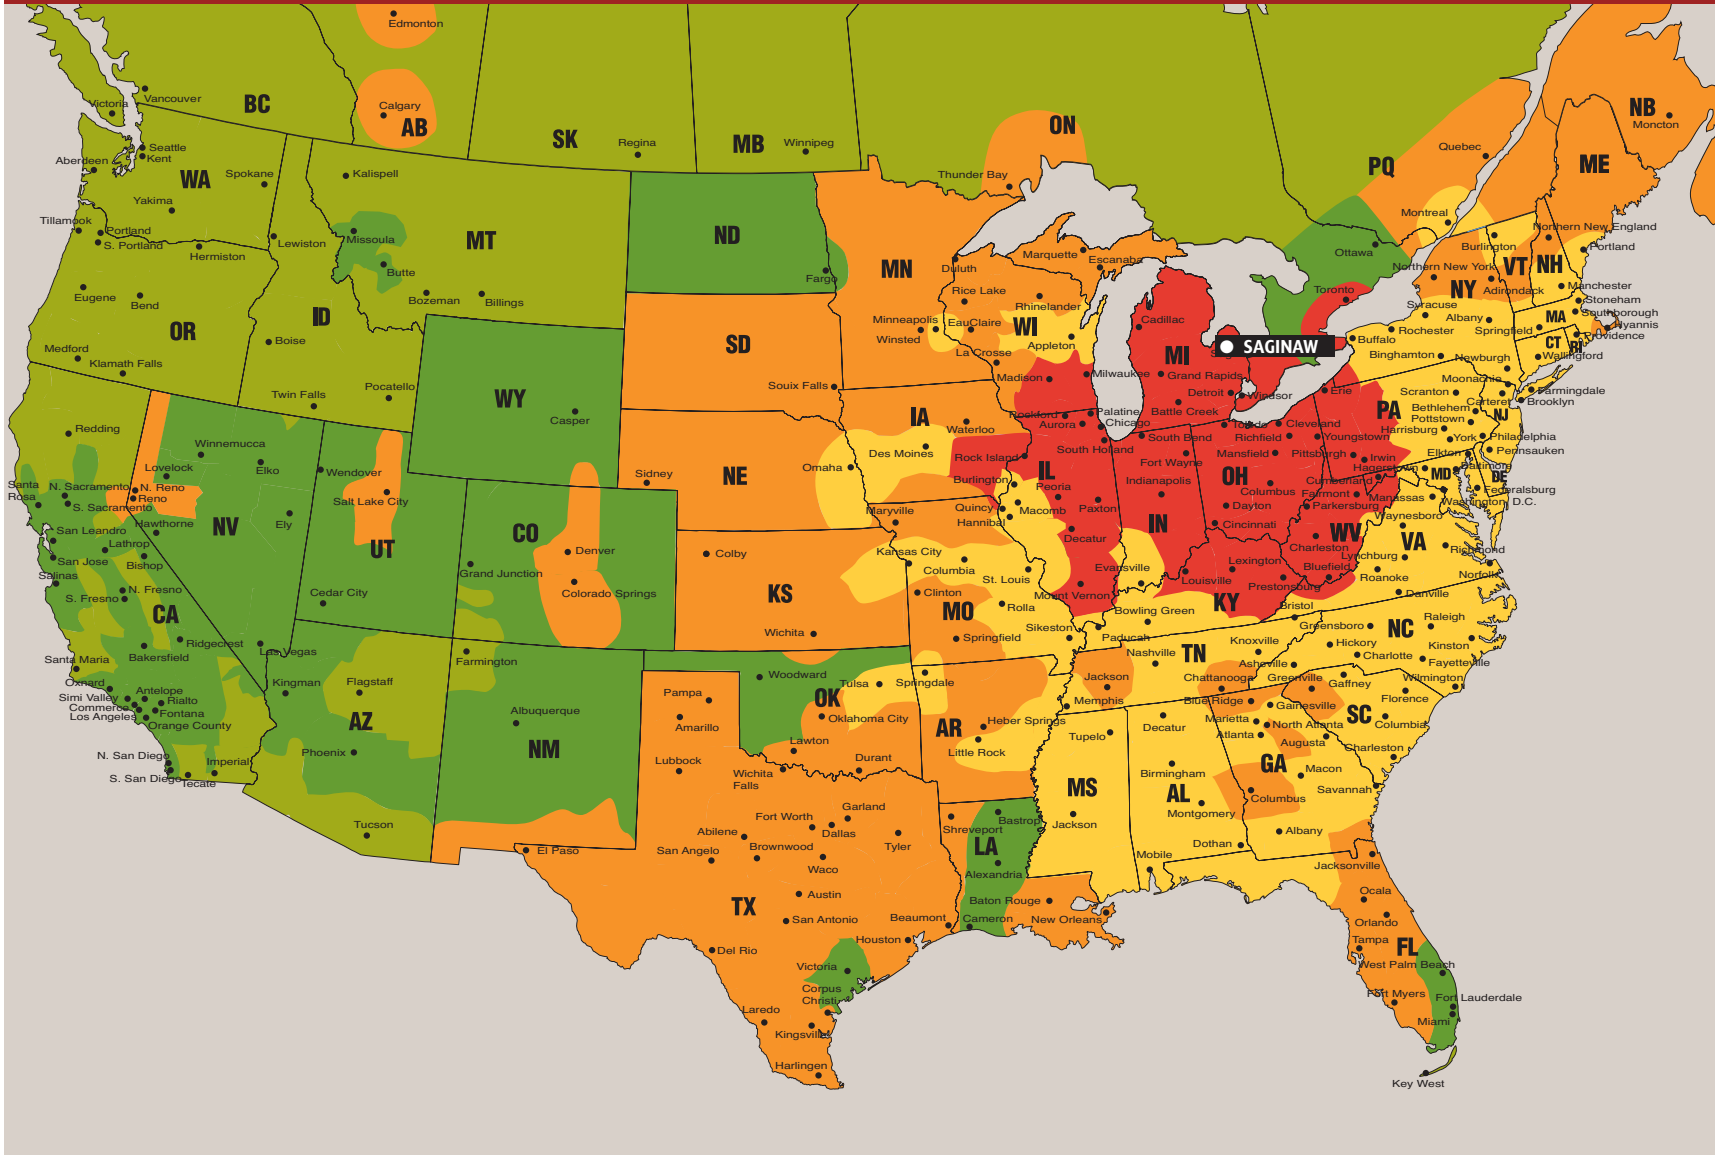 Edmonton
Calgary
AB
Victoria
Vancouver
BC
SK
Regina
MB
Winnipeg
ON
Thunder Bay
PQ
Quebec
Montreal
Ottawa
Toronto
NB
Moncton
ME
Northern New England
Portland
Seattle
Kent
Aberdeen
WA
Spokane
Yakima
Kalispell
Tillamook
Portland
S. Portland
Hermiston
Lewiston
Missoula
MT
Butte
Bozeman
Billings
Eugene
Bend
OR
ID
Boise
Medford
Klamath Falls
Twin Falls
Pocatello
ND
Fargo
SD
Souix Falls
WY
Casper
MN
Duluth
Minneapolis
Winsted
Marquette
Escanaba
Rice Lake
Rhinelander
EauClaire
WI
Appleton
La Crosse
Madison
Milwaukee
Cadillac
MI
Grand Rapids
SAGINAW
Detroit
Windsor
Battle Creek
Burlington
VT
NH
Northern New York
NY
Adirondack
Manchester
Stoneham
Southborough
Hyannis
Providence
Syracuse
Albany
MA
Springfield
Rochester
Buffalo
CT
RI
Wallingford
Binghamton
Newburgh
Moonachie
Farmingdale
Brooklyn
Scranton
Carteret
NJ
Bethlehem
Pottstown
Harrisburg
York
Philadelphia
Pennsauken
Elkton
PA
Erie
Cleveland
Toledo
Richfield
Youngstown
Mansfield
Pittsburgh
Irwin
Hagerstown
MD
Baltimore
DE
Federalsburg
Cumberland
Fairmont
Manassas
Washington
D.C.
OH
Columbus
Dayton
Parkersburg
Cincinnati
WV
Charleston
Waynesboro
VA
Richmond
Lynchburg
Norfolk
Bluefield
Roanoke
Danville
Redding
Winnemucca
Elko
Lovelock
N. Reno
Reno
Santa
Rosa
N. Sacramento
S. Sacramento
Hawthorne
NV
Ely
San Leandro
Lathrop
San Jose
Bishop
Salinas
N. Fresno
S. Fresno
CA
Ridgecrest
Bakersfield
Las Vegas
Santa Maria
Oxnard
Simi Valley
Antelope
Rialto
Commerce
Fontana
Los Angeles
Orange County
N. San Diego
S. San Diego
Imperial
Tecate
Wendover
Salt Lake City
UT
Cedar City
CO
Denver
Grand Junction
Colorado Springs
Kingman
Flagstaff
AZ
Phoenix
Tucson
Farmington
Albuquerque
NM
Sidney
NE
Omaha
Colby
KS
Wichita
IA
Waterloo
Des Moines
Rock Island
Burlington
Rockford
Palatine
Aurora
Chicago
South Holland
IL
Peoria
Macomb
Paxton
Decatur
Mount Vernon
South Bend
Fort Wayne
Indianapolis
IN
Evansville
Maryville
Quincy
Hannibal
Kansas City
Columbia
St. Louis
Clinton
MO
Rolla
Springfield
Sikeston
Louisville
Lexington
Prestonsburg
KY
Bowling Green
Paducah
Bristol
Woodward
OK
Tulsa
Oklahoma City
Lawton
Durant
Springdale
AR
Heber Springs
Little Rock
Nashville
TN
Knoxville
Jackson
Memphis
Chattanooga
Asheville
Greensboro
Hickory
NC
Raleigh
Kinston
Charlotte
Fayetteville
Wilmington
Greenville
Gaffney
Florence
SC
Columbia
Charleston
Blue Ridge
Gainesville
Marietta
North Atlanta
Atlanta
Augusta
GA
Macon
Savannah
Columbus
Albany
Tupelo
MS
Jackson
Decatur
Birmingham
AL
Montgomery
Dothan
Mobile
Pampa
Amarillo
Lubbock
Wichita
Falls
Garland
Fort Worth
Dallas
Abilene
Tyler
Brownwood
San Angelo
Waco
El Paso
TX
Austin
San Antonio
Beaumont
Houston
Del Rio
Victoria
Corpus
Christi
Laredo
Kingsville
Harlingen
Shreveport
Bastrop
LA
Alexandria
Baton Rouge
Cameron
New Orleans
Jacksonville
Ocala
Orlando
Tampa
FL
West Palm Beach
Fort Myers
Fort Lauderdale
Miami
Key West